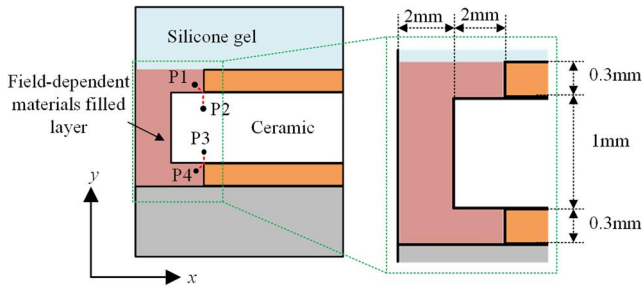 Silicone gel
Field-dependent
materials filled
layer
P1
P2
P3
P4
Ceramic
y
x
2mm
2mm
0.3mm
1mm
0.3mm